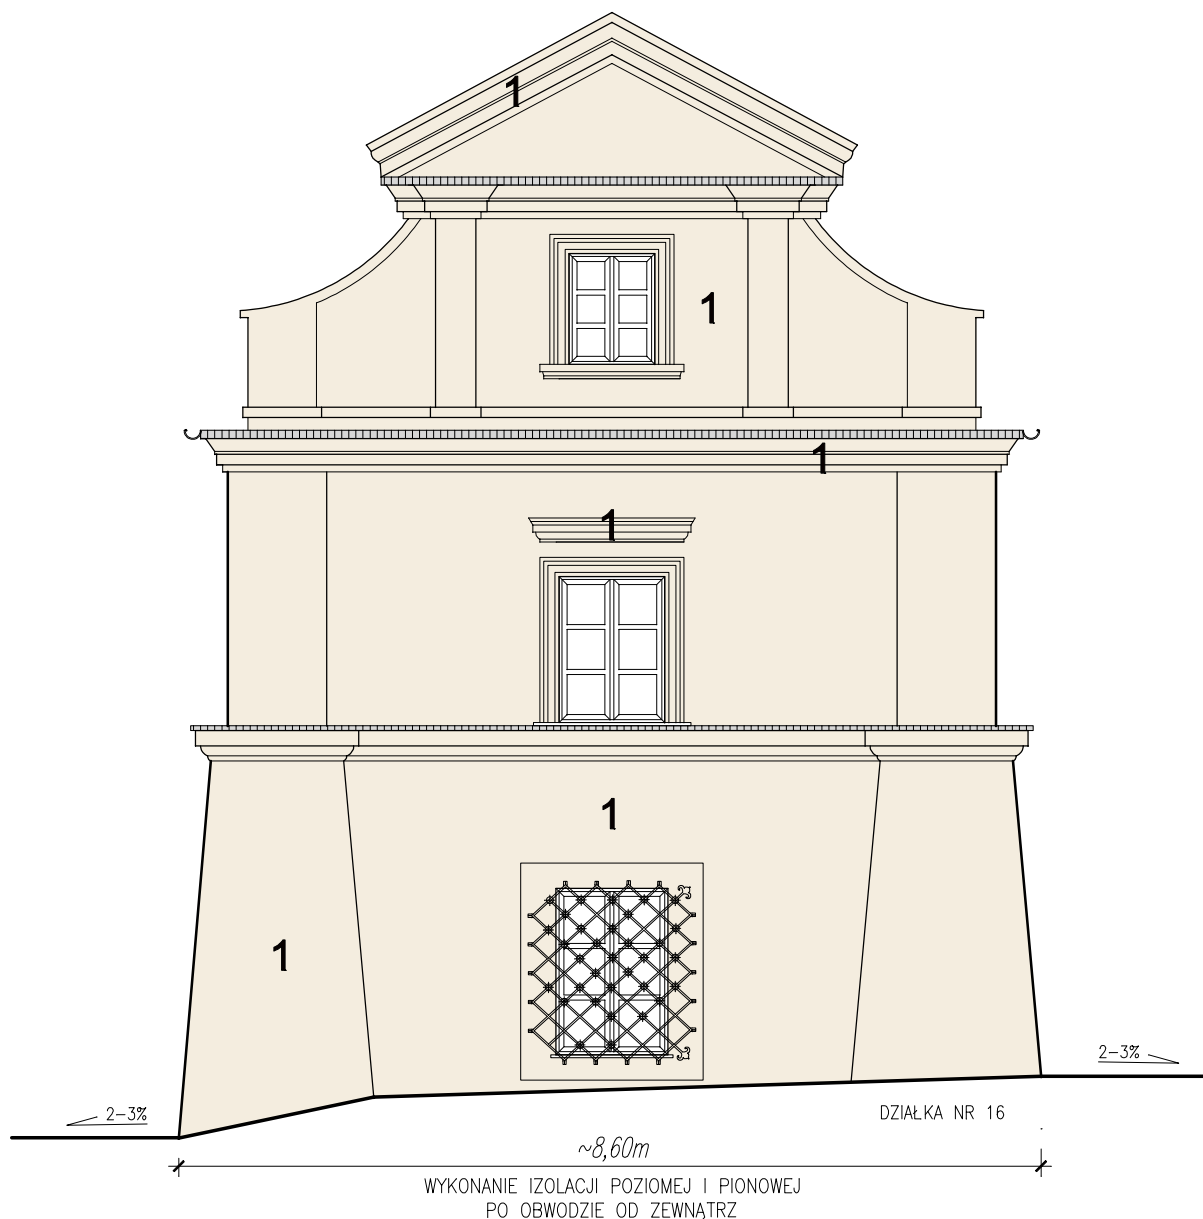 1
1
1
1
1
1
2-3%
2-3%
DZIAŁKA NR 16
~8,60m
WYKONANIE IZOLACJI POZIOMEJ I PIONOWEJ
PO OBWODZIE OD ZEWNĄTRZ